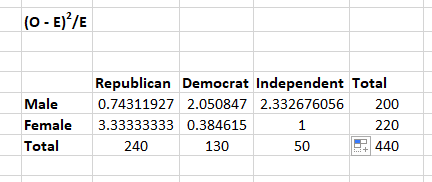 (O - E)²/E
Republican Democrat Independent Total
Male 0.74311927 2.050847 2.332676056 200
Female 3.33333333 0.384615 1 220
Total 240 130 50 440